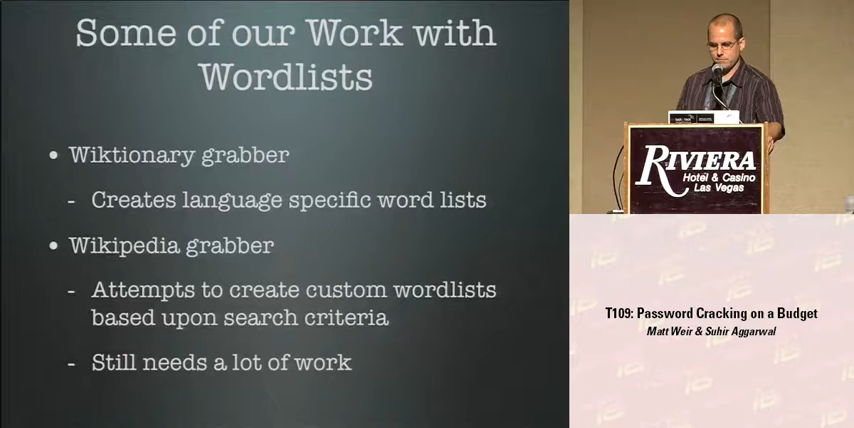 Some of our Work with
Wordlists
• Wiktionary grabber
- Creates language specific word lists
• Wikipedia grabber
- Attempts to create custom wordlists
based upon search criteria
- Still needs a lot of work
RIVIERA
Hotel & Casino
Las Vegas
T109: Password Cracking on a Budget
Matt Weir & Suhir Aggarwal